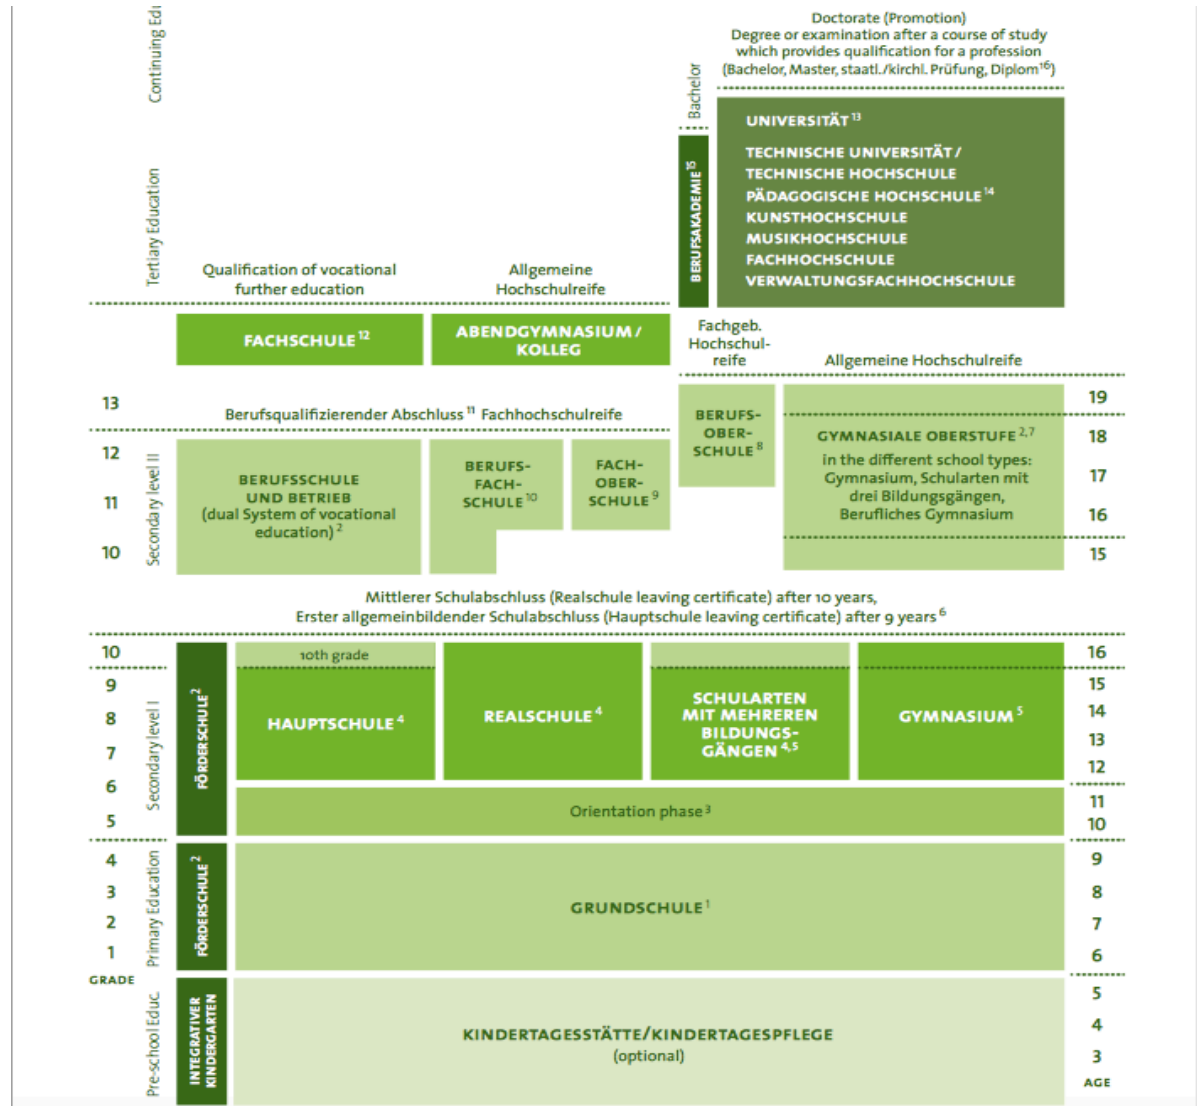 Doctorate (Promotion)
Degree or examination after a course of study
which provides qualification for a profession
(Bachelor, Master, staatl./kirchl. Prüfung, Diplom¹⁶)
Continuing
Bachelor
UNIVERSITÄT¹³
TECHNISCHE UNIVERSITÄT/
TECHNISCHE HOCHSCHULE
PÄDAGOGISCHE HOCHSCHULE¹⁴
KUNSTHOCHSCHULE
MUSIKHOCHSCHULE
FACHHOCHSCHULE
VERWALTUNGSFACHHOCHSCHULE
BERUFSAKADEMIE¹⁵
Tertiary Education
Qualification of vocational
further education
Allgemeine
Hochschulreife
FACHSCHULE¹²
ABENDGYMNASIUM/
KOLLEG
Fachgeb.
Hochschul-
reife
Allgemeine Hochschulreife
13
Berufsqualifizierender Abschluss¹¹ Fachhochschulreife
19
12
11
10
Secondary level II
BERUFSSCHULE
UND BETRIEB
(dual System of vocational
education)²
BERUFS-
FACH-
SCHULE¹⁰
FACH-
OBER-
SCHULE⁹
BERUFS-
OBER-
SCHULE⁸
GYMNASIALE OBERSTUFE²,⁷
in the different school types:
Gymnasium, Schularten mit
drei Bildungsgängen,
Berufliches Gymnasium
18
17
16
15
Mittlerer Schulabschluss (Realschule leaving certificate) after 10 years,
Erster allgemeinbildender Schulabschluss (Hauptschule leaving certificate) after 9 years⁶
10
9
8
7
6
5
Secondary level I
FÖRDERSCHULE²
10th grade
HAUPTSCHULE⁴
REALSCHULE⁴
SCHULARTEN
MIT MEHREREN
BILDUNGS-
GÄNGEN⁴,⁵
GYMNASIUM⁵
16
15
14
13
12
Orientation phase³
11
10
4
3
2
1
GRADE
Primary Education
FÖRDERSCHULE²
GRUNDSCHULE¹
9
8
7
6
Pre-school Educ.
INTEGRATIVER
KINDERGARTEN
KINDERTAGESSTÄTTE/KINDERTAGESPFLEGE
(optional)
5
4
3
AGE